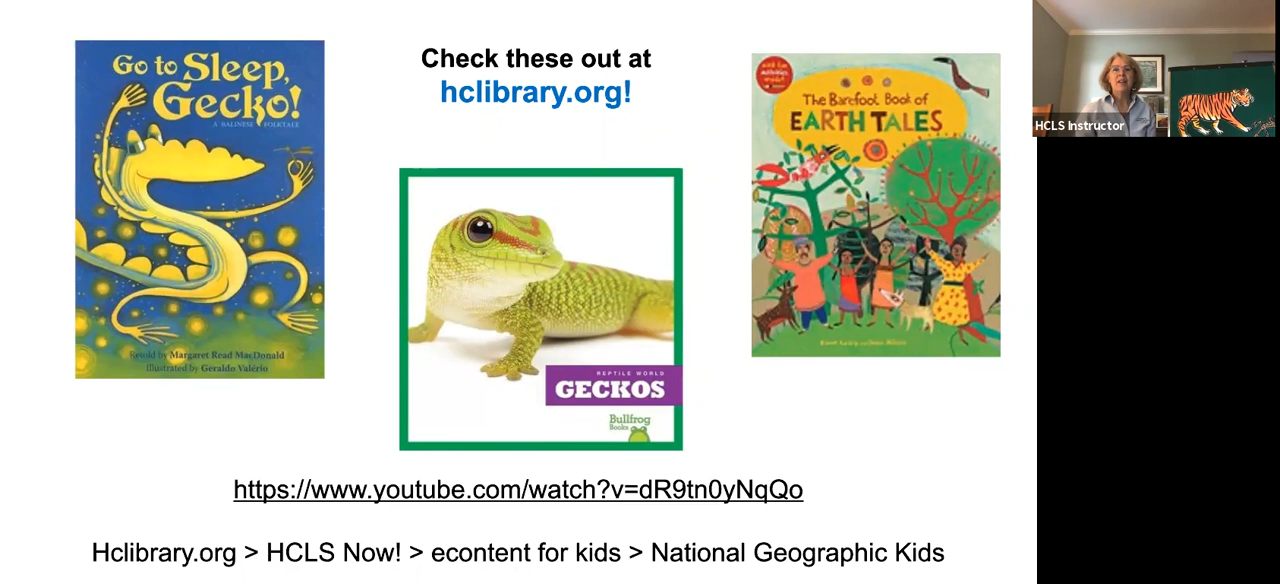 Go to Sleep,
Gecko!
A BALINESE FOLKTALE
Retold by Margaret Read MacDonald
Illustrated by Geraldo Valério
Check these out at
hclibrary.org!
REPTILE WORLD
GECKOS
Bullfrog
Books
The Barefoot Book of
EARTH TALES
HCLS Instructor
https://www.youtube.com/watch?v=dR9tn0yNqQo
Hclibrary.org > HCLS Now! > econtent for kids > National Geographic Kids